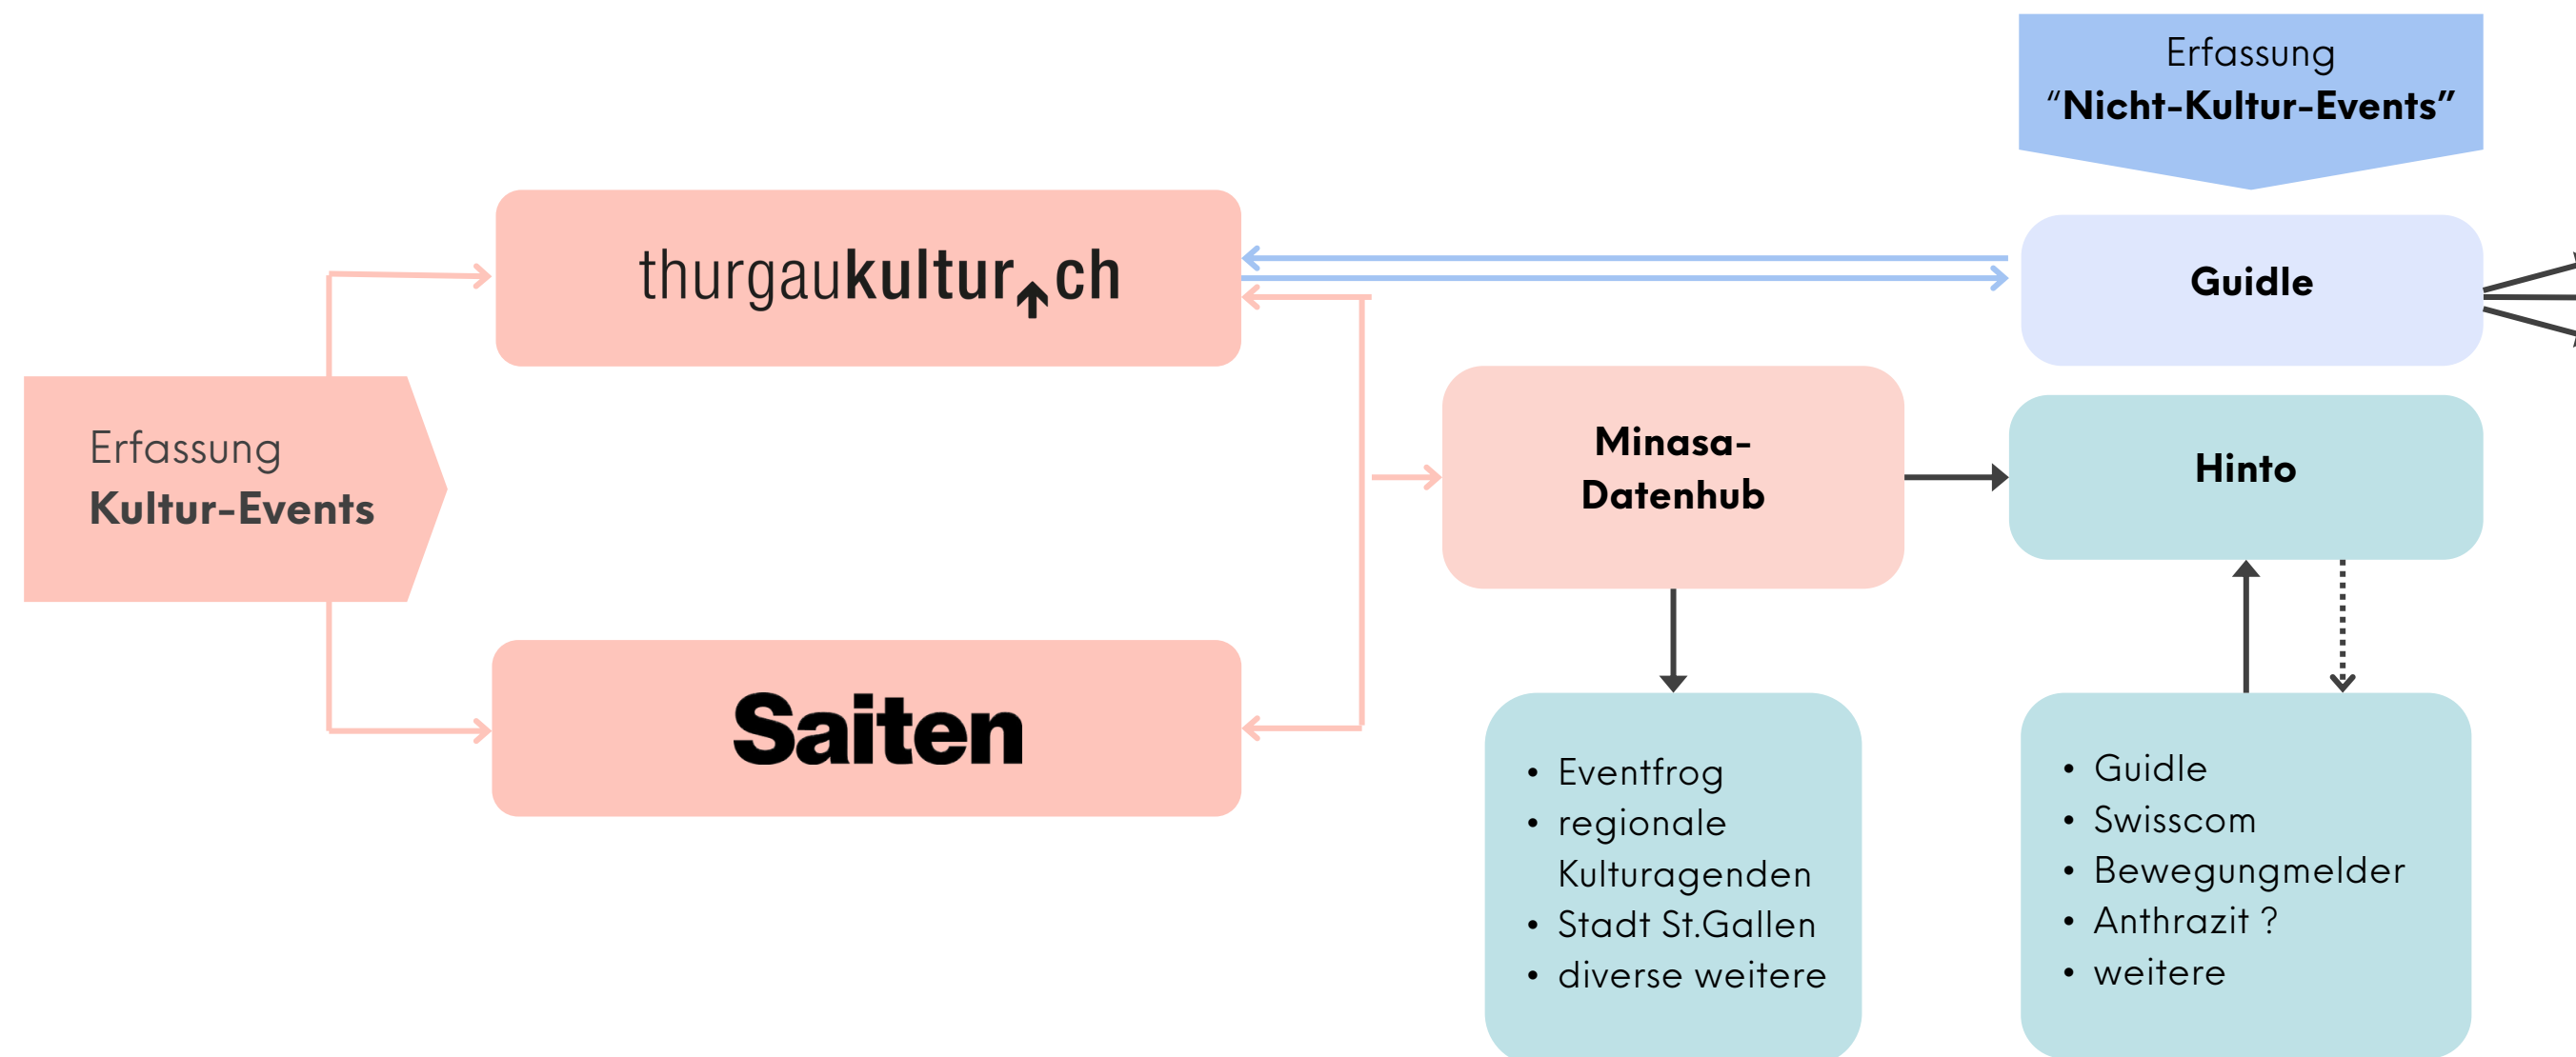 Erfassung
“Nicht-Kultur-Events”
thurgaukultur.ch
Guidle
Erfassung
Kultur-Events
Minasa-
Datenhub
Hinto
Saiten
• Eventfrog
• regionale
Kulturagenden
• Stadt St.Gallen
• diverse weitere
• Guidle
• Swisscom
• Bewegungmelder
• Anthrazit ?
• weitere